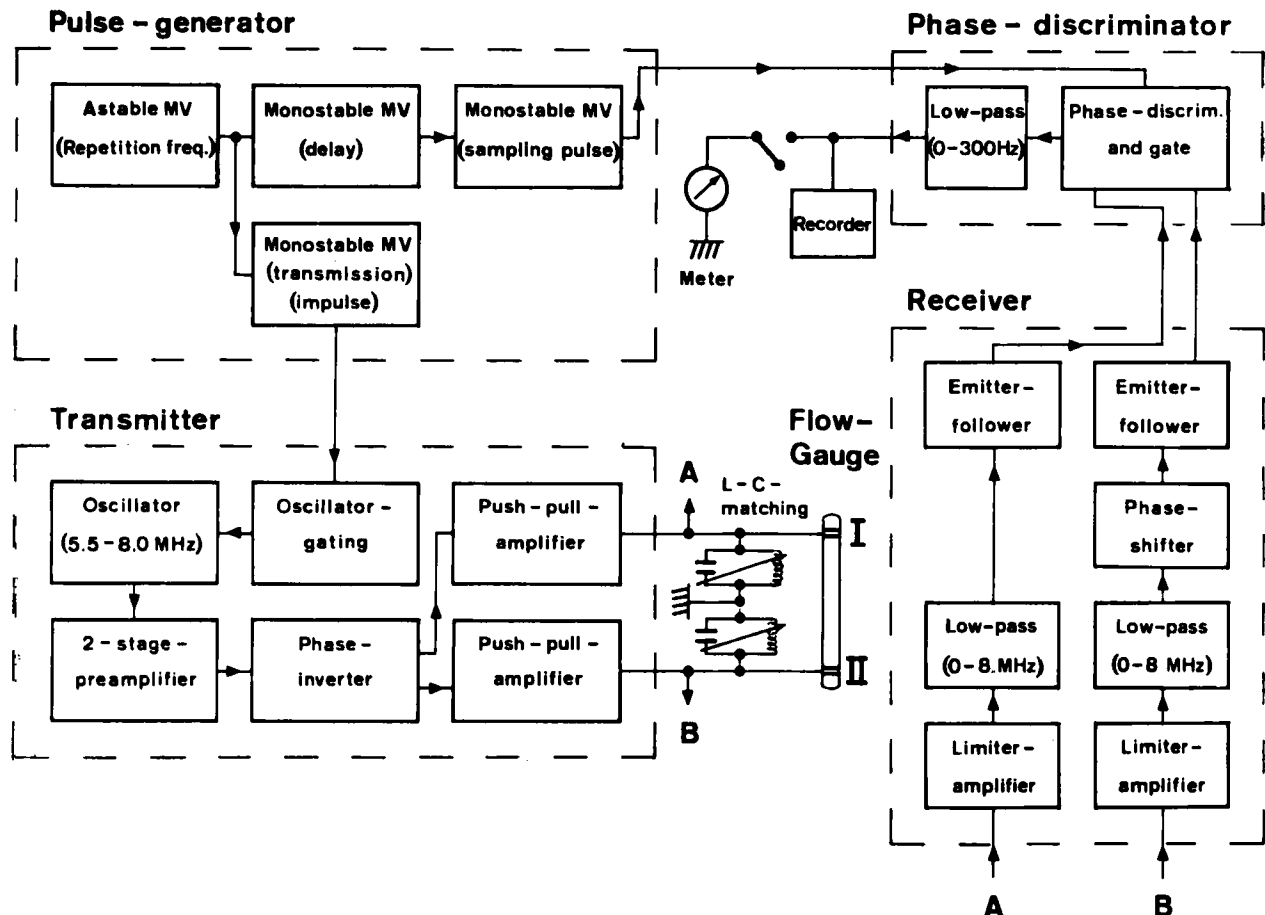 Pulse – generator
Astable MV
(Repetition freq.)
Monostable MV
(delay)
Monostable MV
(sampling pulse)
Monostable MV
(transmission)
(impulse)
Phase – discriminator
Low-pass
(0-300Hz)
Phase-discrim.
and gate
Recorder
Meter
Transmitter
Oscillator
(5.5-8.0 MHz)
Oscillator -
gating
Push-pull-
amplifier
2-stage-
preamplifier
Phase-
inverter
Push-pull-
amplifier
A
L-C-
matching
B
Flow-
Gauge
I
II
Receiver
Emitter-
follower
Emitter-
follower
Phase-
shifter
Low-pass
(0-8.MHz)
Low-pass
(0-8 MHz)
Limiter-
amplifier
Limiter-
amplifier
A
B